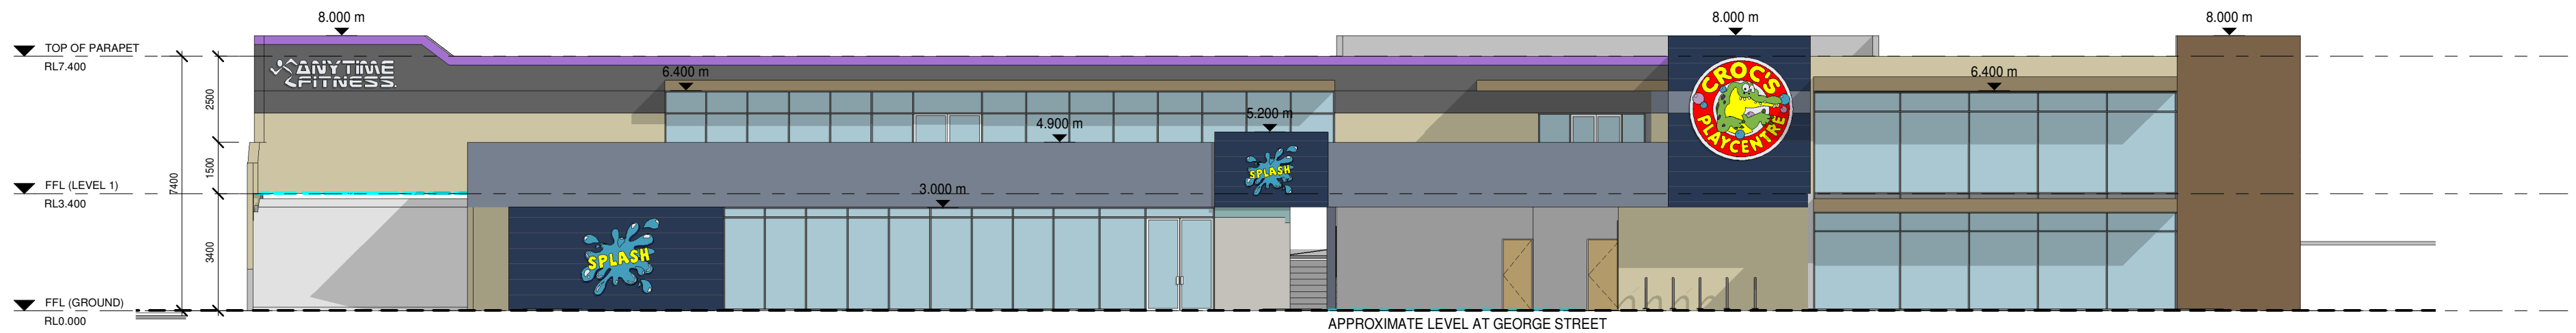 8.000 m
8.000 m
8.000 m
TOP OF PARAPET
RL7.400
ANYTIME
FITNESS.
6.400 m
CROC'S
PLAYCENTRE
6.400 m
2500
5.200 m
4.900 m
SPLASH
1500
7400
FFL (LEVEL 1)
RL3.400
3.000 m
SPLASH
3400
FFL (GROUND)
RL0.000
APPROXIMATE LEVEL AT GEORGE STREET